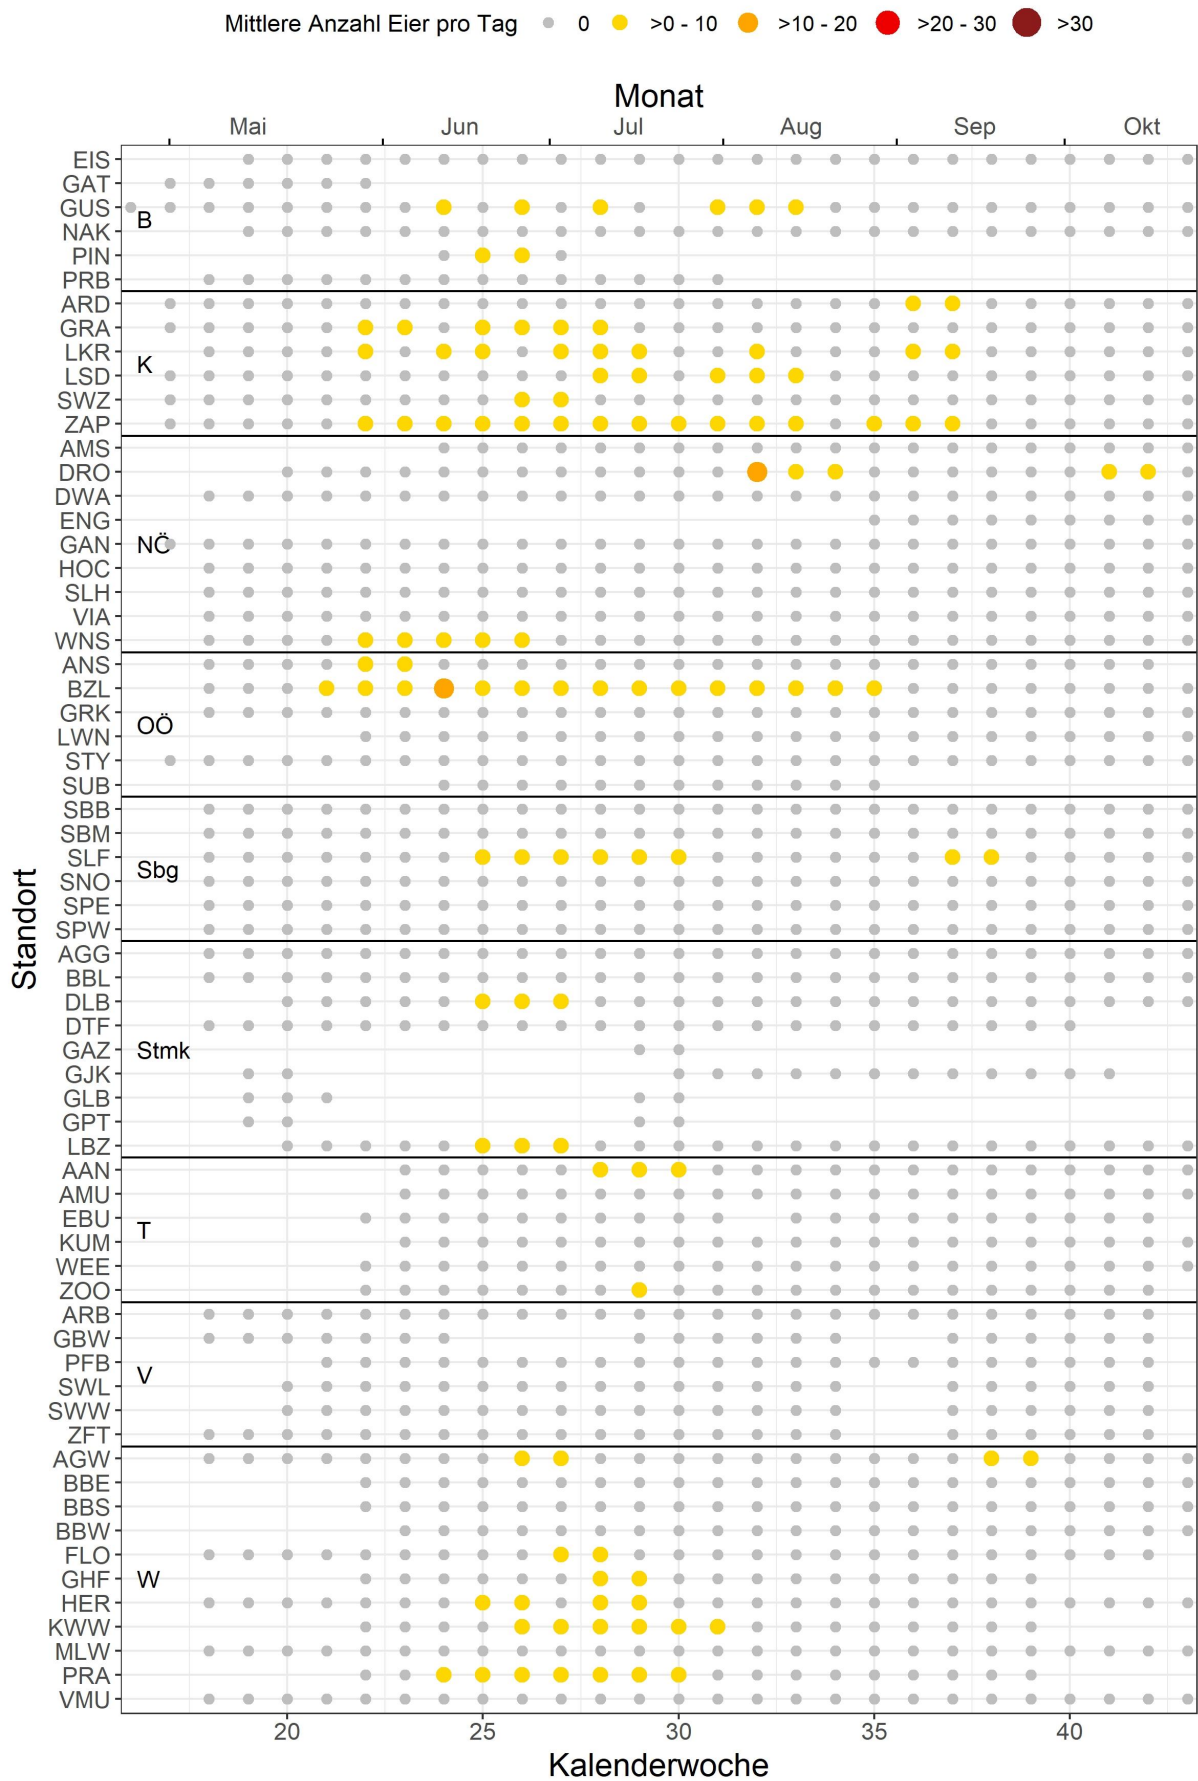 Mittlere Anzahl Eier pro Tag 0 >0 - 10 >10 - 20 >20 - 30 >30
Monat
Mai Jun Jul Aug Sep Okt
EIS
GAT
GUS
B
NAK
PIN
PRB
ARD
GRA
LKR
K
LSD
SWZ
ZAP
AMS
DRO
DWA
ENG
GAN NÖ
HOC
SLH
VIA
WNS
ANS
BZL
GRK
OÖ
LWN
STY
SUB
SBB
SBM
SLF
Sbg
SNO
SPE
SPW
AGG
BBL
DLB
DTF
GAZ Stmk
GJK
GLB
GPT
LBZ
AAN
AMU
EBU
T
KUM
WEE
ZOO
ARB
GBW
PFB
V
SWL
SWW
ZFT
AGW
BBE
BBS
BBW
FLO
GHF W
HER
KWW
MLW
PRA
VMU
Standort
20 25 30 35 40
Kalenderwoche